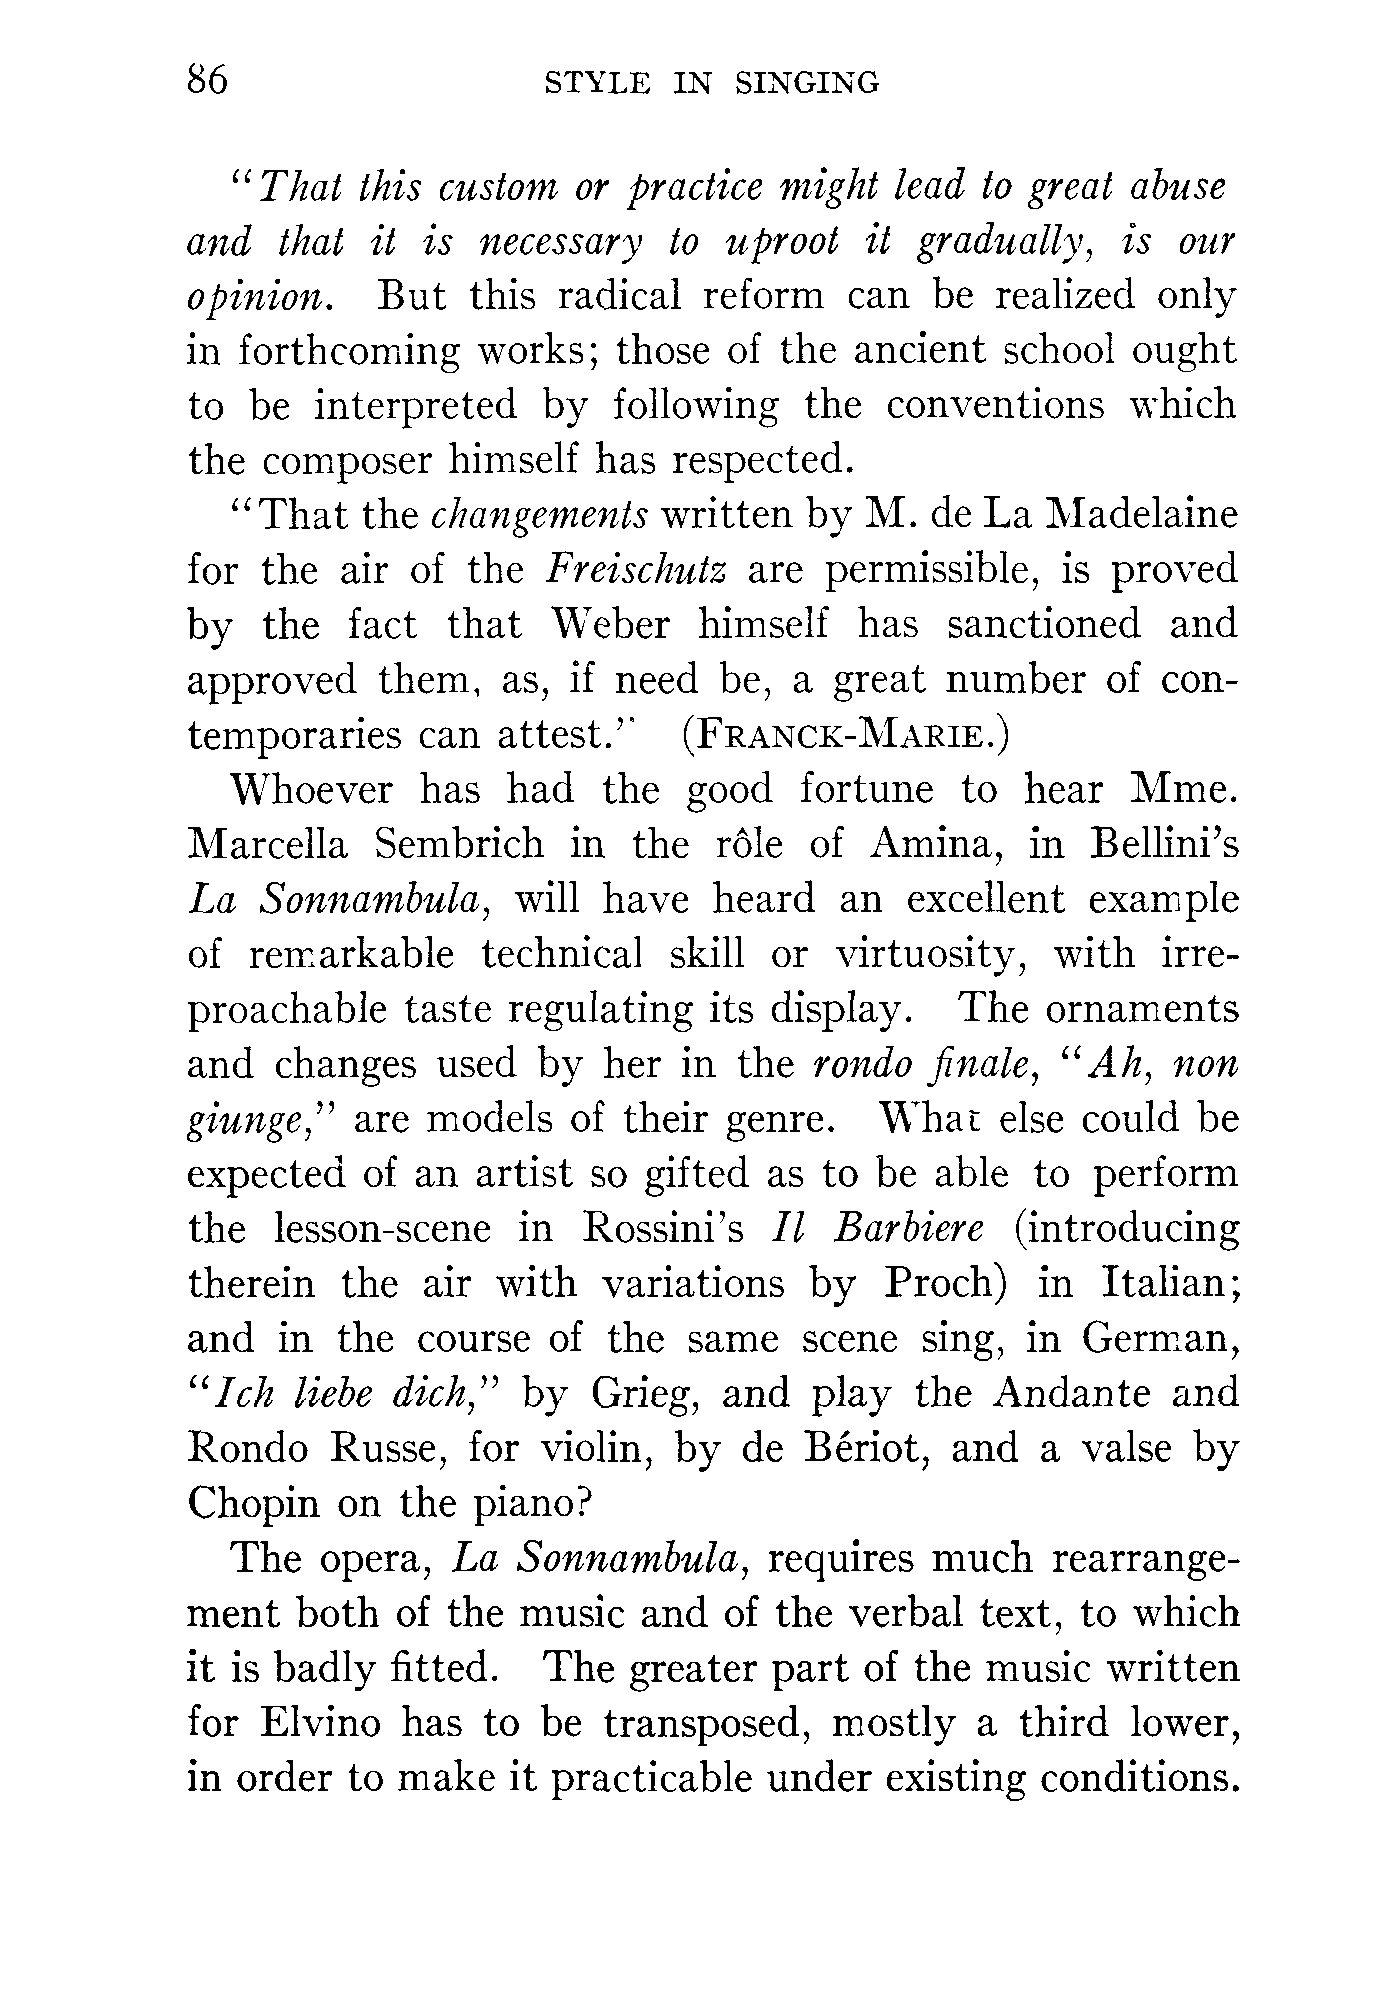 86 STYLE IN SINGING
“That this custom or practice might lead to great abuse
and that it is necessary to uproot it gradually, is our
opinion. But this radical reform can be realized only
in forthcoming works; those of the ancient school ought
to be interpreted by following the conventions which
the composer himself has respected.
“That the changements written by M. de La Madelaine
for the air of the Freischutz are permissible, is proved
by the fact that Weber himself has sanctioned and
approved them, as, if need be, a great number of con-
temporaries can attest.” (FRANCK-MARIE.)
Whoever has had the good fortune to hear Mme.
Marcella Sembrich in the rôle of Amina, in Bellini’s
La Sonnambula, will have heard an excellent example
of remarkable technical skill or virtuosity, with irre-
proachable taste regulating its display. The ornaments
and changes used by her in the rondo finale, “Ah, non
giunge,” are models of their genre. What else could be
expected of an artist so gifted as to be able to perform
the lesson-scene in Rossini’s Il Barbiere (introducing
therein the air with variations by Proch) in Italian;
and in the course of the same scene sing, in German,
“Ich liebe dich,” by Grieg, and play the Andante and
Rondo Russe, for violin, by de Bériot, and a valse by
Chopin on the piano?
The opera, La Sonnambula, requires much rearrange-
ment both of the music and of the verbal text, to which
it is badly fitted. The greater part of the music written
for Elvino has to be transposed, mostly a third lower,
in order to make it practicable under existing conditions.